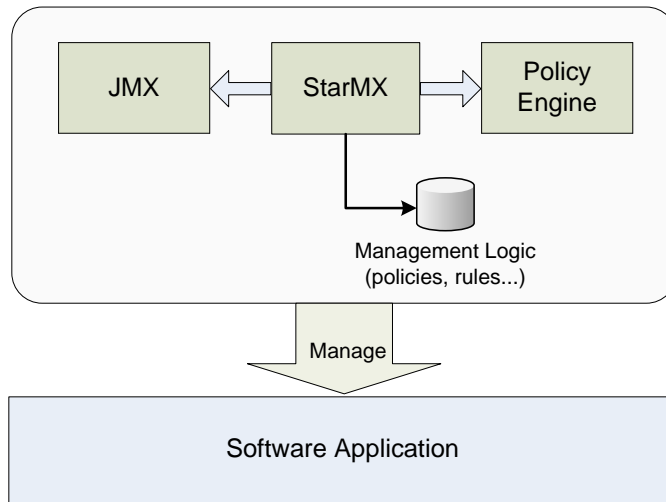 JMX
StarMX
Policy
Engine
Management Logic
(policies, rules...)
Manage
Software Application